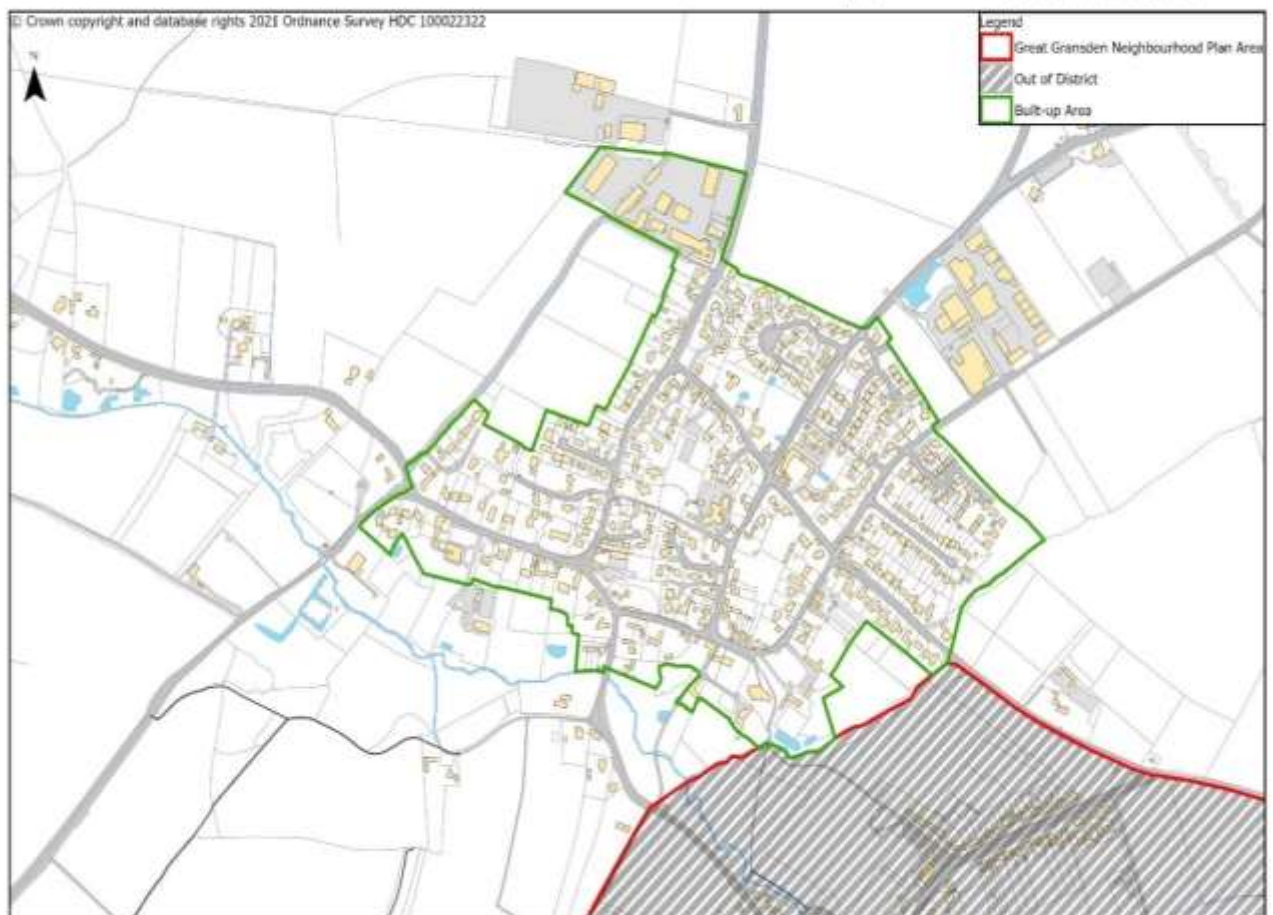 © Crown copyright and database rights 2021 Ordnance Survey HDC 100022322
N
Legend
Great Gransden Neighbourhood Plan Area
Out of District
Built-up Area